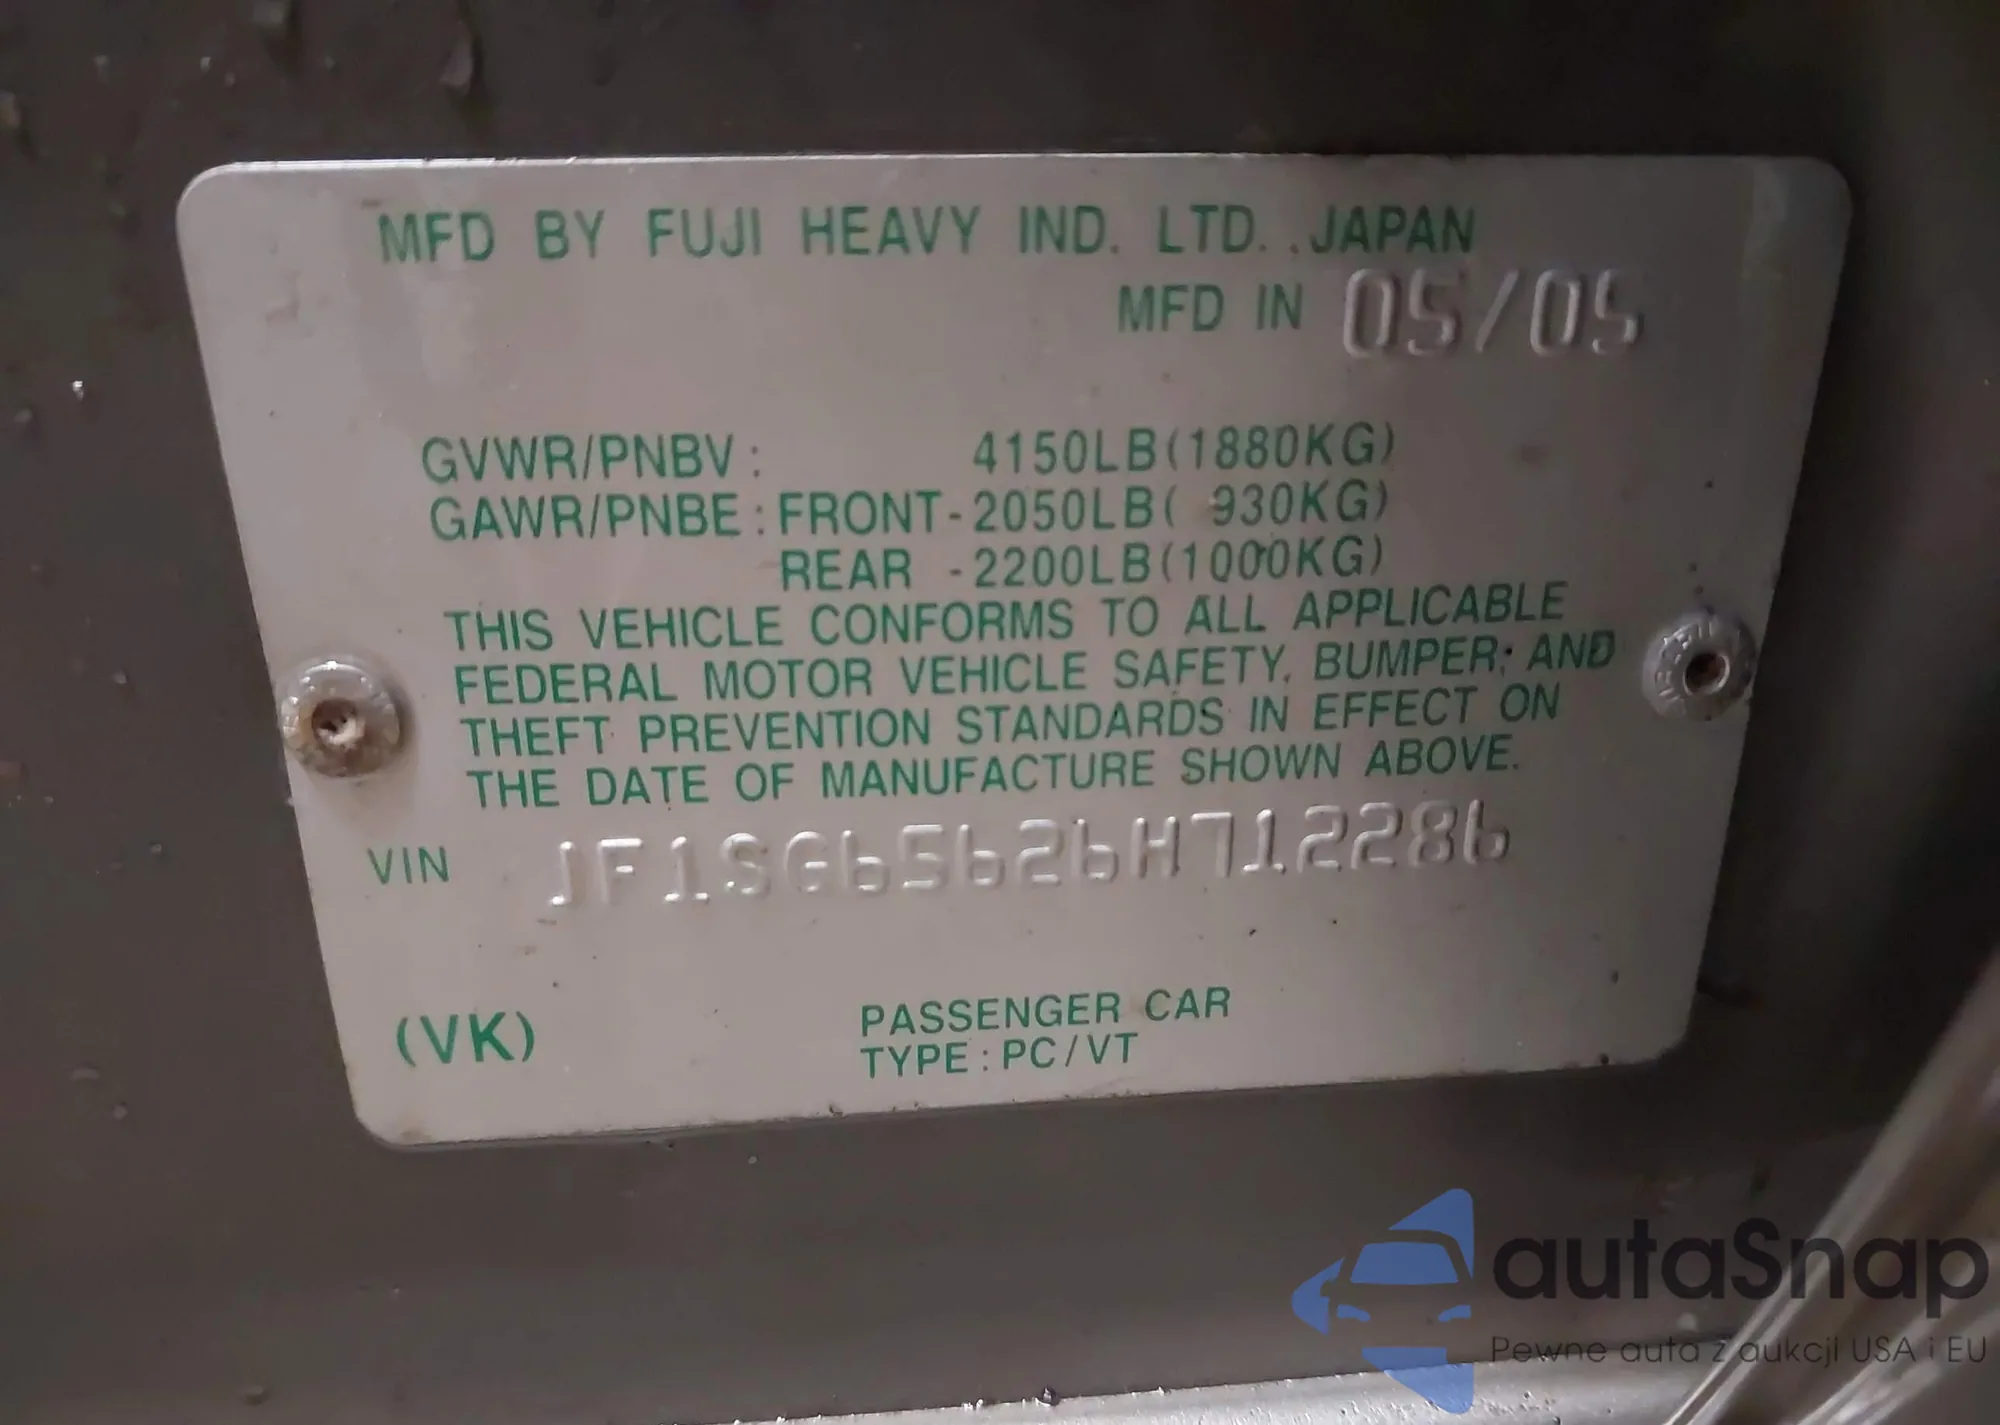 MFD BY FUJI HEAVY IND. LTD. .JAPAN
MFD IN 05/05
GVWR/PNBV: 4150LB(1880KG)
GAWR/PNBE:FRONT-2050LB( 930KG)
REAR -2200LB(1000KG)
THIS VEHICLE CONFORMS TO ALL APPLICABLE
FEDERAL MOTOR VEHICLE SAFETY, BUMPER, AND
THEFT PREVENTION STANDARDS IN EFFECT ON
THE DATE OF MANUFACTURE SHOWN ABOVE.
VIN JF1SG65626H712286
(VK) PASSENGER CAR
TYPE:PC/VT
autaSnap
Pewne auta z aukcji USA i EU